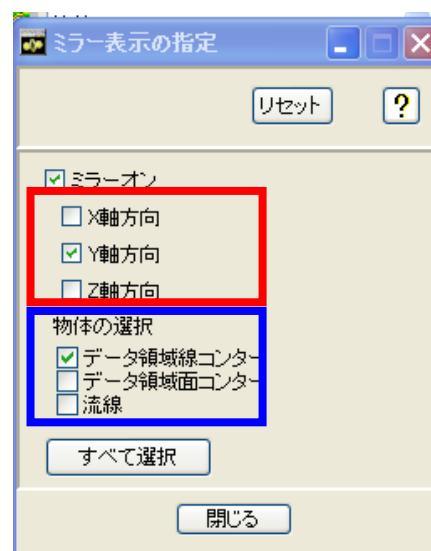 ミラー表示の指定
リセット
?
ミラーオン
X軸方向
Y軸方向
Z軸方向
物体の選択
データ領域線コンター
データ領域面コンター
流線
すべて選択
閉じる